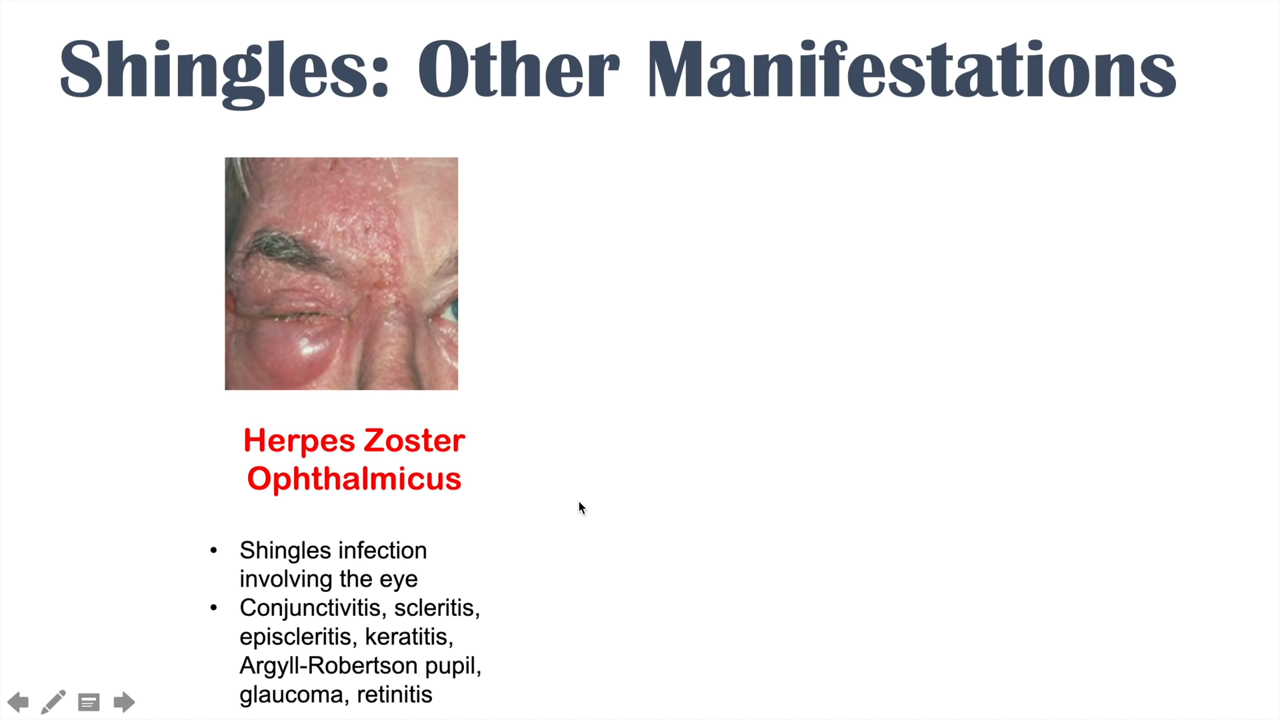 Shingles: Other Manifestations
Herpes Zoster
Ophthalmicus
• Shingles infection
involving the eye
• Conjunctivitis, scleritis,
episcleritis, keratitis,
Argyll-Robertson pupil,
glaucoma, retinitis